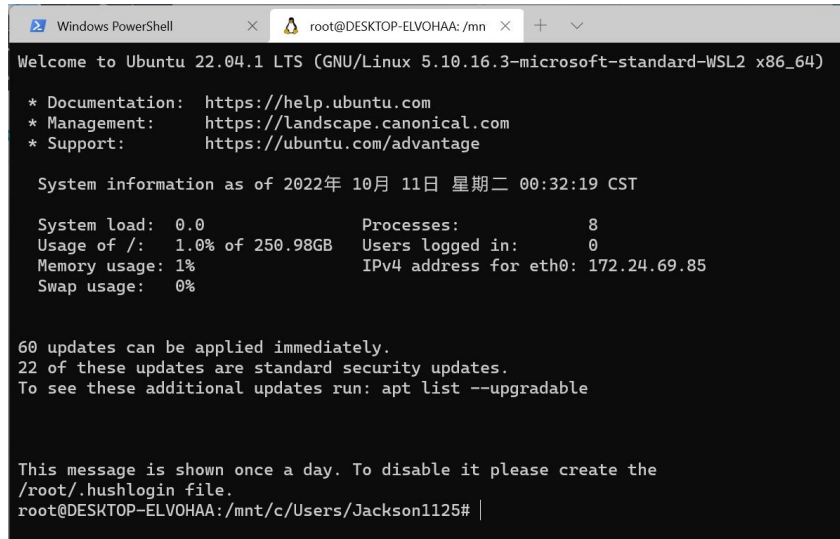 Windows PowerShell
root@DESKTOP-ELVOHAA: /mn
Welcome to Ubuntu 22.04.1 LTS (GNU/Linux 5.10.16.3-microsoft-standard-WSL2 x86_64)
* Documentation:  https://help.ubuntu.com
* Management:     https://landscape.canonical.com
* Support:        https://ubuntu.com/advantage
System information as of 2022年 10月 11日 星期二 00:32:19 CST
System load:  0.0                Processes:             8
Usage of /:   1.0% of 250.98GB   Users logged in:       0
Memory usage: 1%                 IPv4 address for eth0: 172.24.69.85
Swap usage:   0%
60 updates can be applied immediately.
22 of these updates are standard security updates.
To see these additional updates run: apt list --upgradable
This message is shown once a day. To disable it please create the
/root/.hushlogin file.
root@DESKTOP-ELVOHAA:/mnt/c/Users/Jackson1125#